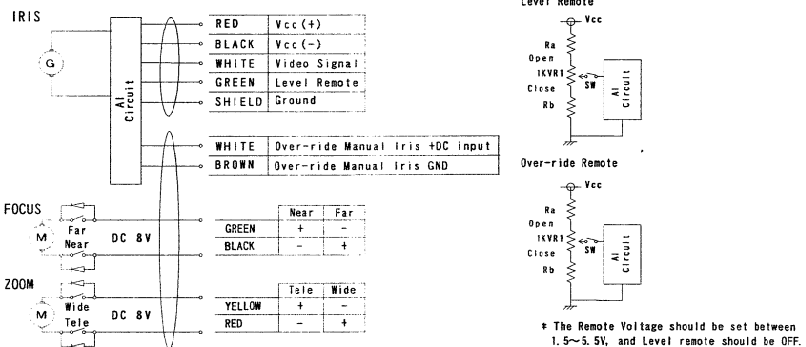 IRIS
G
AI Circuit
RED Vcc(+)
BLACK Vcc(-)
WHITE Video Signal
GREEN Level Remote
SHIELD Ground
WHITE Over-ride Manual Iris +DC input
BROWN Over-ride Manual Iris GND
FOCUS
M
Far
Near
DC 8V
Near Far
GREEN + -
BLACK - +
ZOOM
M
Wide
Tele
DC 8V
Tele Wide
YELLOW + -
RED - +
Level Remote
Vcc
Ra
Open
1KVR1
Close
Rb
SW
AI Circuit
Over-ride Remote
Vcc
Ra
Open
1KVR1
Close
Rb
SW
AI Circuit
* The Remote Voltage should be set between
1.5~5.5V, and Level remote should be OFF.